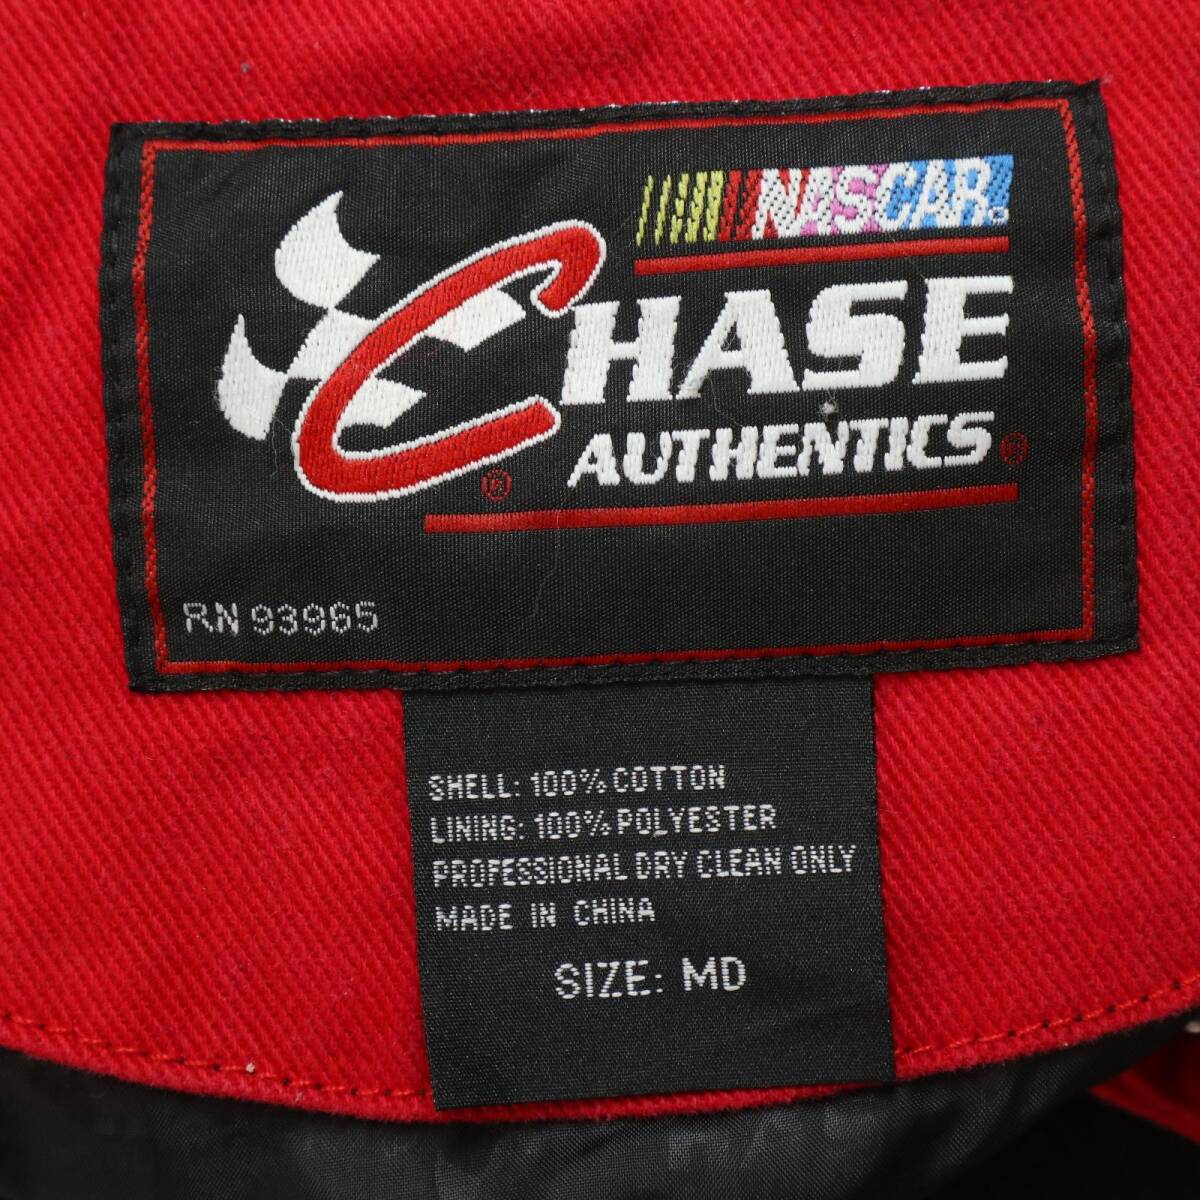 NASCAR®
CHASE
AUTHENTICS®
®
RN 93965
SHELL: 100% COTTON
LINING: 100% POLYESTER
PROFESSIONAL DRY CLEAN ONLY
MADE IN CHINA
SIZE: MD